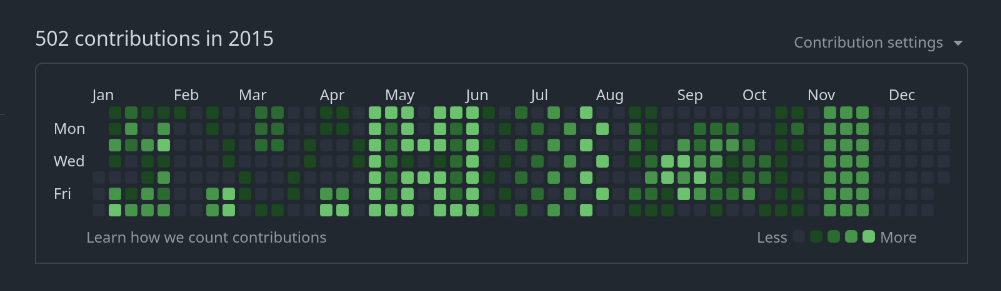 502 contributions in 2015
Contribution settings
Jan Feb Mar Apr May Jun Jul Aug Sep Oct Nov Dec
Mon
Wed
Fri
Learn how we count contributions
Less More